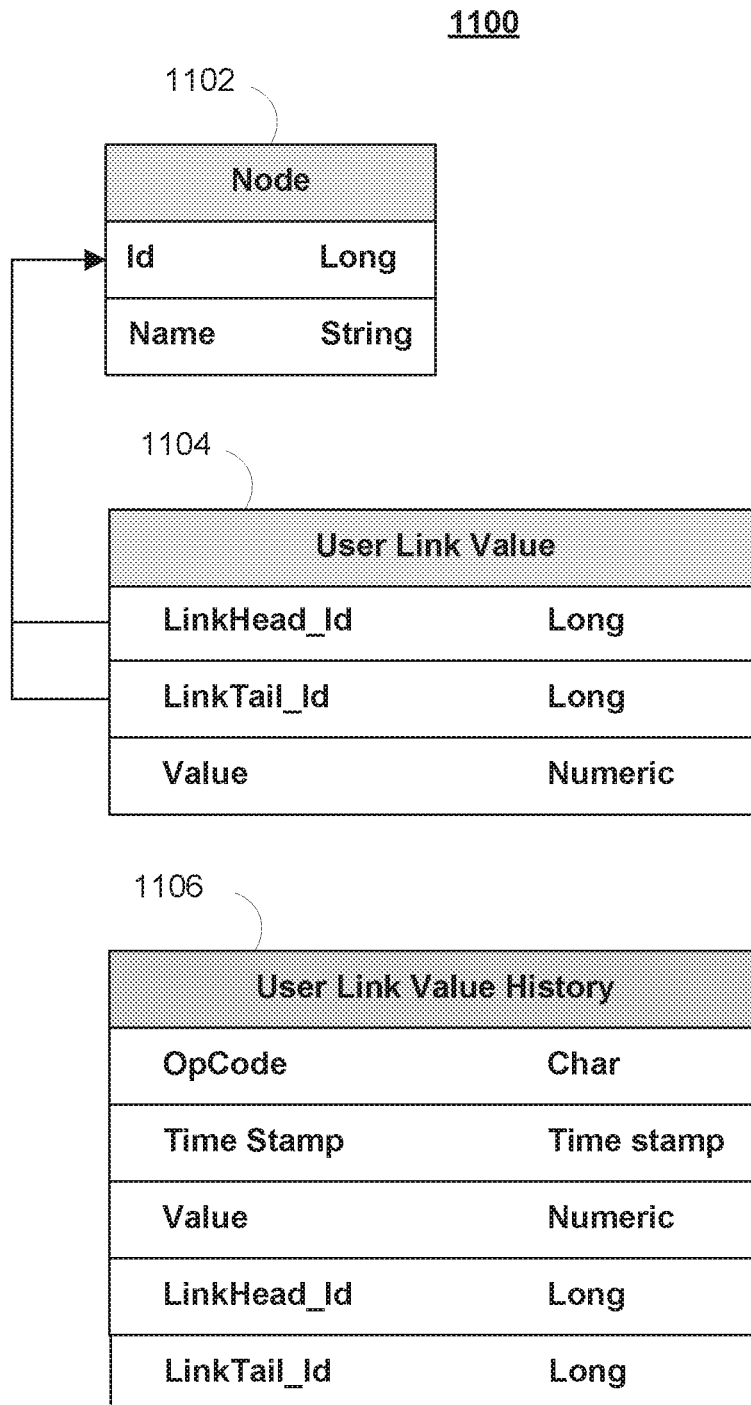 1100
1102
Node
Id Long
Name String
1104
User Link Value
LinkHead_Id Long
LinkTail_Id Long
Value Numeric
1106
User Link Value History
OpCode Char
Time Stamp Time stamp
Value Numeric
LinkHead_Id Long
LinkTail_Id Long